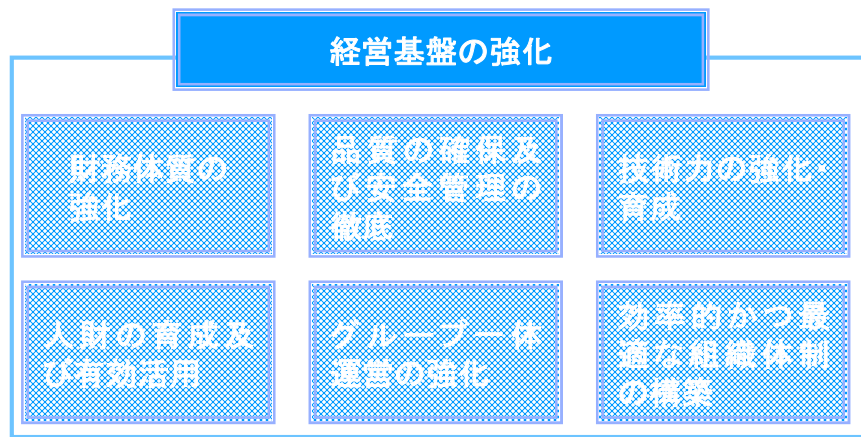 経営基盤の強化
財務体質の
強化
品質の確保及
び安全管理の
徹底
技術力の強化・
育成
人財の育成及
び有効活用
グループ一体
運営の強化
効率的かつ最
適な組織体制
の構築